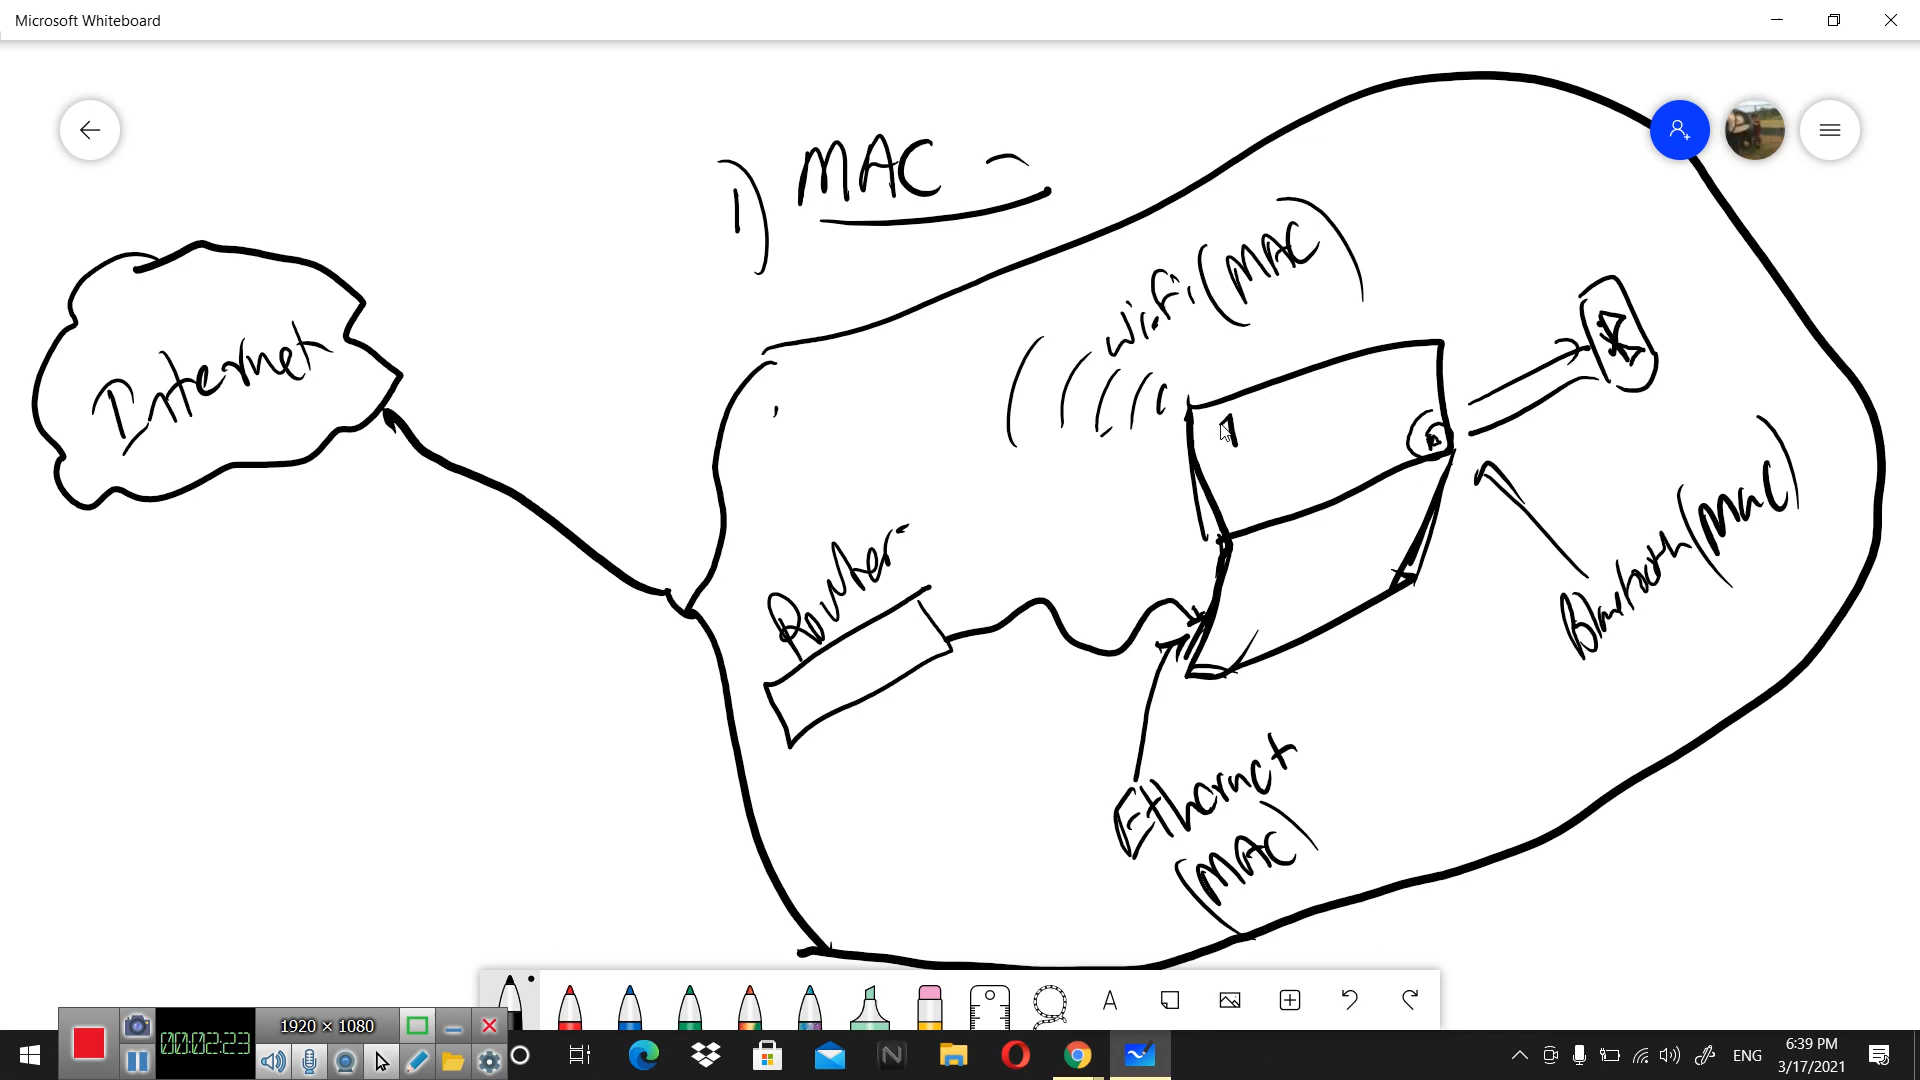 Microsoft Whiteboard
1) MAC -
Internet
WiFi (MAC)
Router
Bluetooth (MAC)
Ethernet
(MAC)
A
1920 × 1080
00:02:23
N
ENG
6:39 PM
3/17/2021